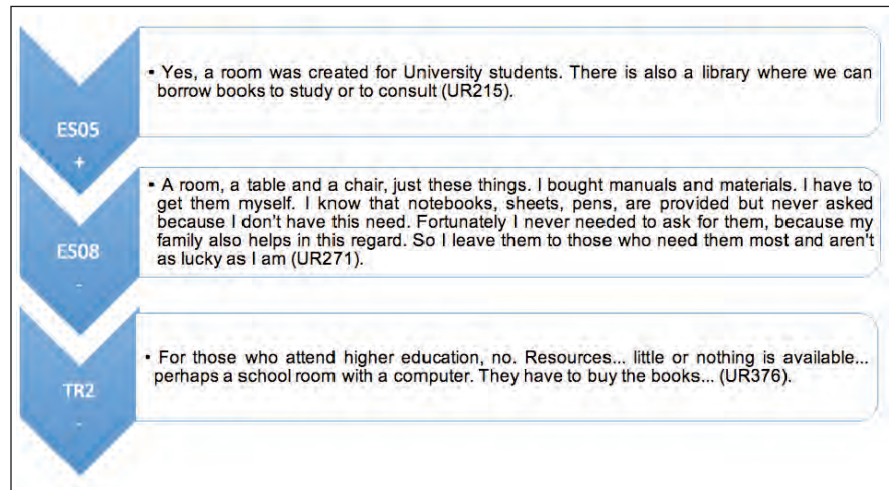 • Yes, a room was created for University students. There is also a library where we can
borrow books to study or to consult (UR215).
ES05
+
• A room, a table and a chair, just these things. I bought manuals and materials. I have to
get them myself. I know that notebooks, sheets, pens, are provided but never asked
because I don't have this need. Fortunately I never needed to ask for them, because my
family also helps in this regard. So I leave them to those who need them most and aren't
as lucky as I am (UR271).
ES08
-
• For those who attend higher education, no. Resources... little or nothing is available...
perhaps a school room with a computer. They have to buy the books... (UR376).
TR2
-